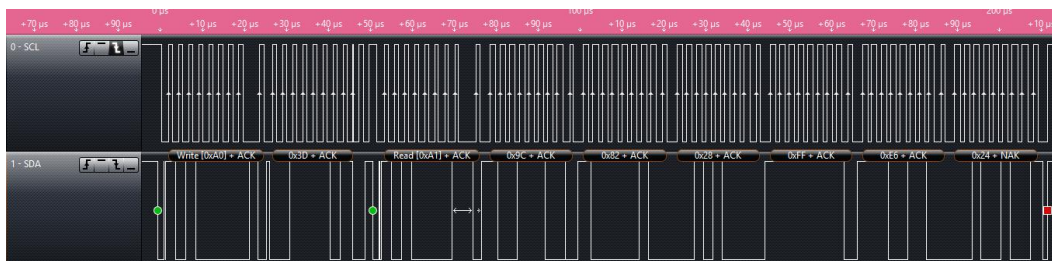 0 µs 100 µs 200 µs
+70 µs +80 µs +90 µs +10 µs +20 µs +30 µs +40 µs +50 µs +60 µs +70 µs +80 µs +90 µs +10 µs +20 µs +30 µs +40 µs +50 µs +60 µs +70 µs +80 µs +90 µs +10 µs
0 - SCL
Write [0xA0] + ACK 0x3D + ACK Read [0xA1] + ACK 0x9C + ACK 0x82 + ACK 0x28 + ACK 0xFF + ACK 0xE6 + ACK 0x24 + NAK
1 - SDA